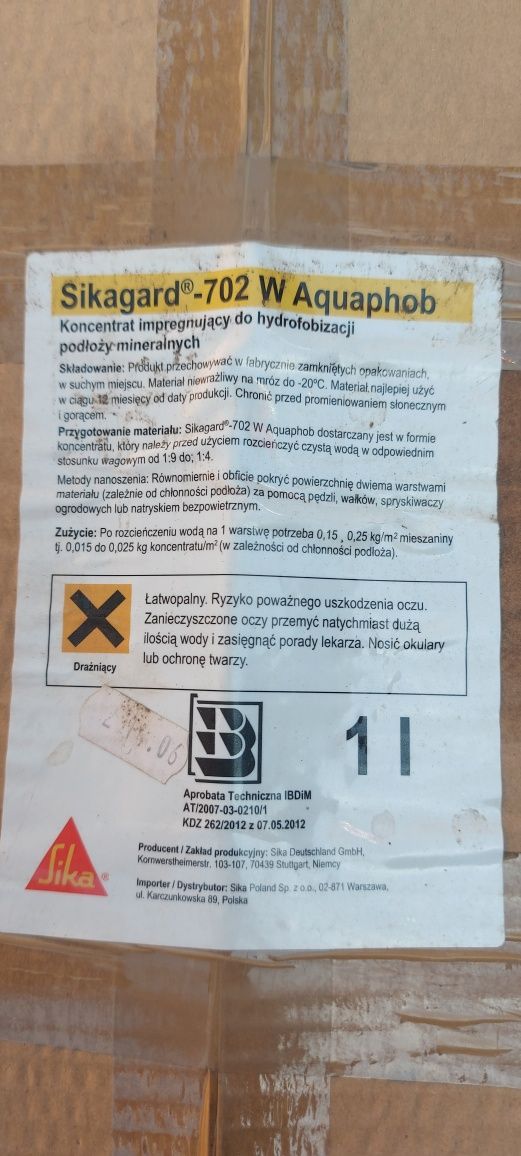 Sikagard®-702 W Aquaphob
Koncentrat impregnujący do hydrofobizacji
podłoży mineralnych
Składowanie: Produkt przechowywać w fabrycznie zamkniętych opakowaniach,
w suchym miejscu. Materiał niewrażliwy na mróz do -20ºC. Materiał najlepiej użyć
w ciągu 12 miesięcy od daty produkcji. Chronić przed promieniowaniem słonecznym
i gorącem.
Przygotowanie materiału: Sikagard®-702 W Aquaphob dostarczany jest w formie
koncentratu, który należy przed użyciem rozcieńczyć czystą wodą w odpowiednim
stosunku wagowym od 1:9 do; 1:4.
Metody nanoszenia: Równomiernie i obficie pokryć powierzchnię dwiema warstwami
materiału (zależnie od chłonności podłoża) za pomocą pędzli, wałków, spryskiwaczy
ogrodowych lub natryskiem bezpowietrznym.
Zużycie: Po rozcieńczeniu wodą na 1 warstwę potrzeba 0,15 , 0,25 kg/m² mieszaniny
tj. 0,015 do 0,025 kg koncentratu/m² (w zależności od chłonności podłoża).
Łatwopalny. Ryzyko poważnego uszkodzenia oczu.
Zanieczyszczone oczy przemyć natychmiast dużą
ilością wody i zasięgnąć porady lekarza. Nosić okulary
lub ochronę twarzy.
Drażniący
06
1 l
Aprobata Techniczna IBDiM
AT/2007-03-0210/1
KDZ 262/2012 z 07.05.2012
Sika®
Producent / Zakład produkcyjny: Sika Deutschland GmbH,
Kornwerstheimerstr. 103-107, 70439 Stuttgart, Niemcy
Importer / Dystrybutor: Sika Poland Sp. z o.o., 02-871 Warszawa,
ul. Karczunkowska 89, Polska